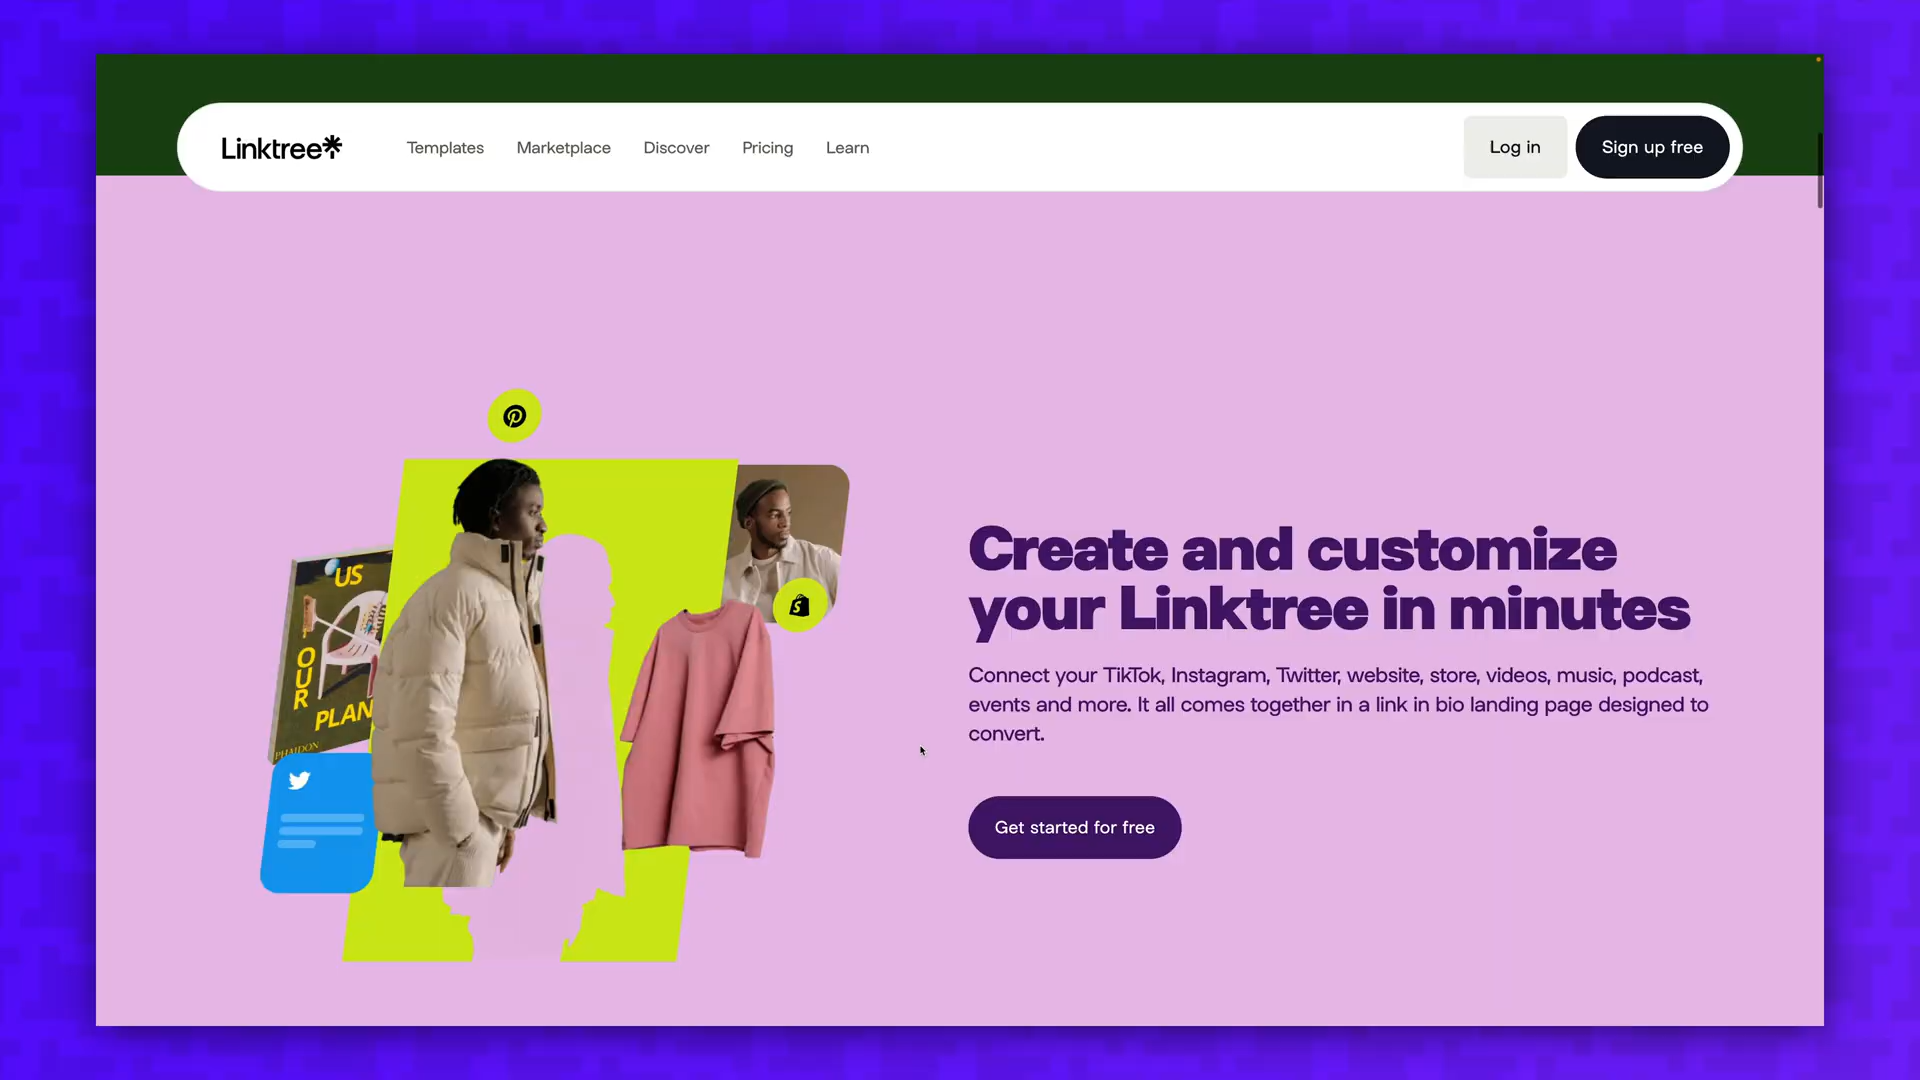 Linktree
Templates
Marketplace
Discover
Pricing
Learn
Log in
Sign up free
US
OUR
PLAN
PHAIDON
Create and customize
your Linktree in minutes
Connect your TikTok, Instagram, Twitter, website, store, videos, music, podcast,
events and more. It all comes together in a link in bio landing page designed to
convert.
Get started for free